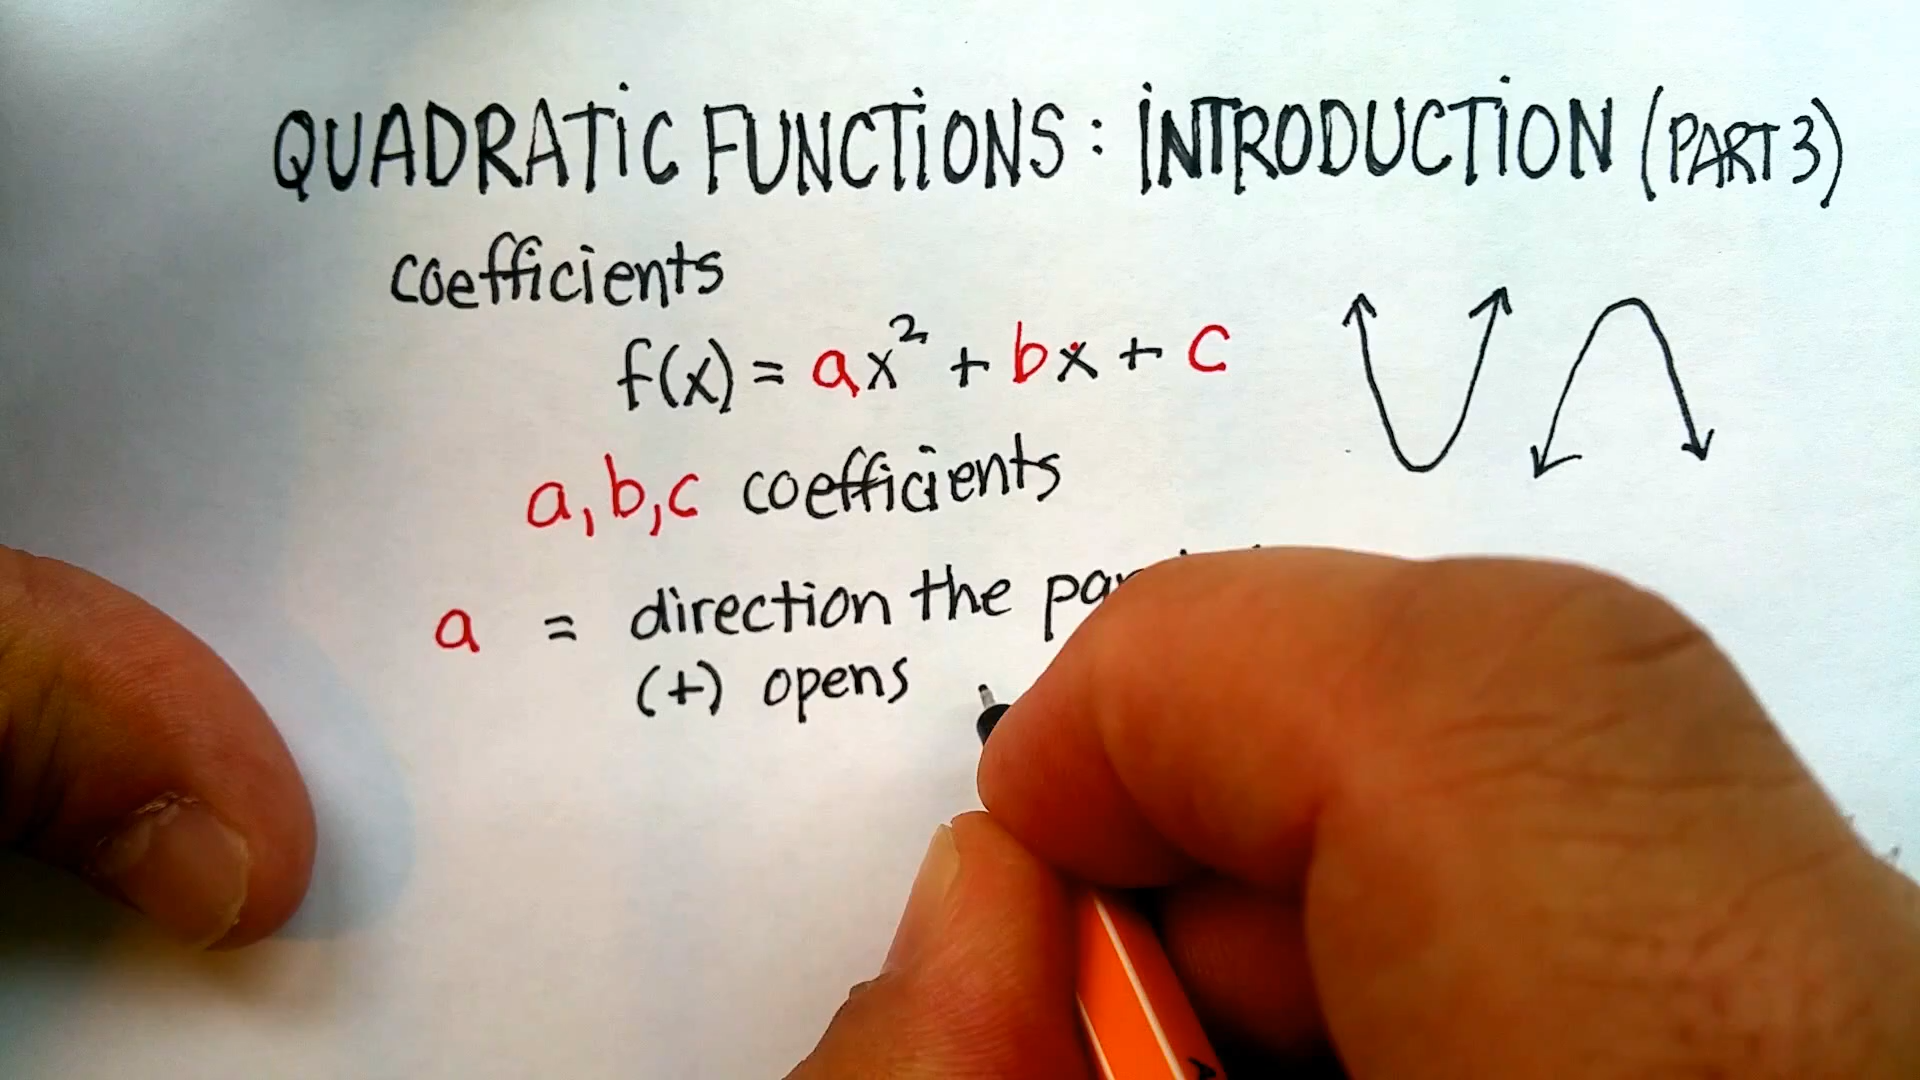 QUADRATIC FUNCTIONS: INTRODUCTION (PART 3)
coefficients
f(x) = ax² + bx + c
a, b, c coefficients
a = direction the
(+) opens